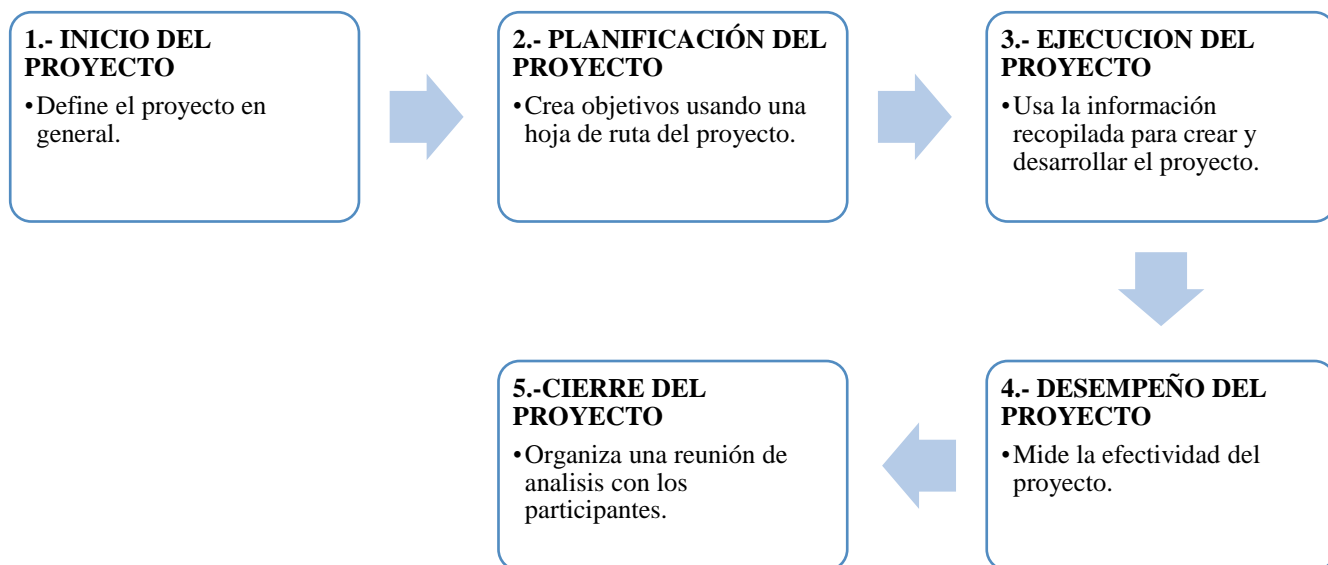 1.- INICIO DEL
PROYECTO
•Define el proyecto en
general.
2.- PLANIFICACIÓN DEL
PROYECTO
•Crea objetivos usando una
hoja de ruta del proyecto.
3.- EJECUCION DEL
PROYECTO
•Usa la información
recopilada para crear y
desarrollar el proyecto.
4.- DESEMPEÑO DEL
PROYECTO
•Mide la efectividad del
proyecto.
5.-CIERRE DEL
PROYECTO
•Organiza una reunión de
analisis con los
participantes.